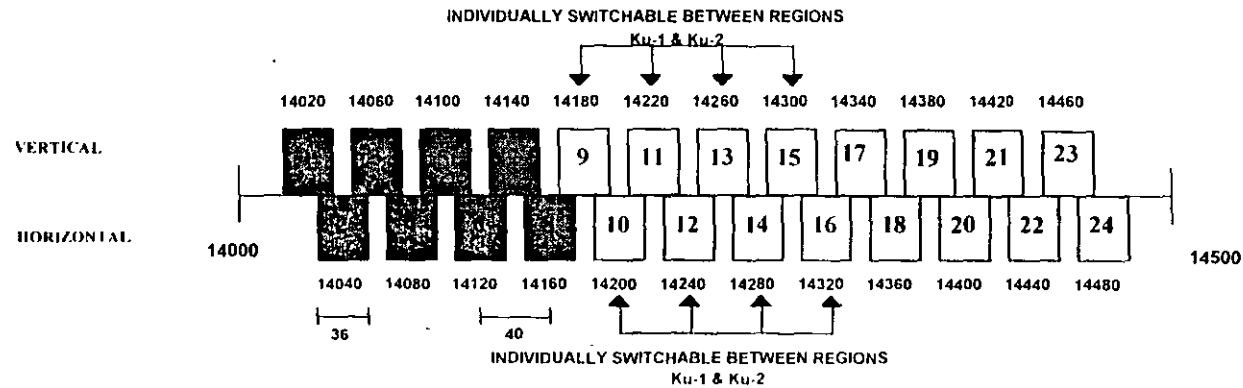 INDIVIDUALLY SWITCHABLE BETWEEN REGIONS
Ku-1 & Ku-2
14020 14060 14100 14140 14180 14220 14260 14300 14340 14380 14420 14460
VERTICAL
9 11 13 15 17 19 21 23
HORIZONTAL
10 12 14 16 18 20 22 24
14000
14500
14040 14080 14120 14160 14200 14240 14280 14320 14360 14400 14440 14480
36 40
INDIVIDUALLY SWITCHABLE BETWEEN REGIONS
Ku-1 & Ku-2